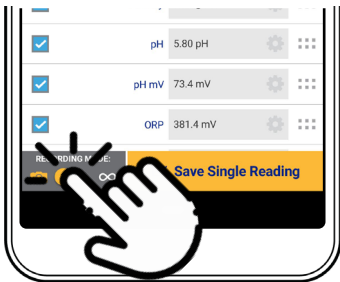 pH 5.80 pH
pH mV 73.4 mV
ORP 381.4 mV
RECORDING MODE:
Save Single Reading